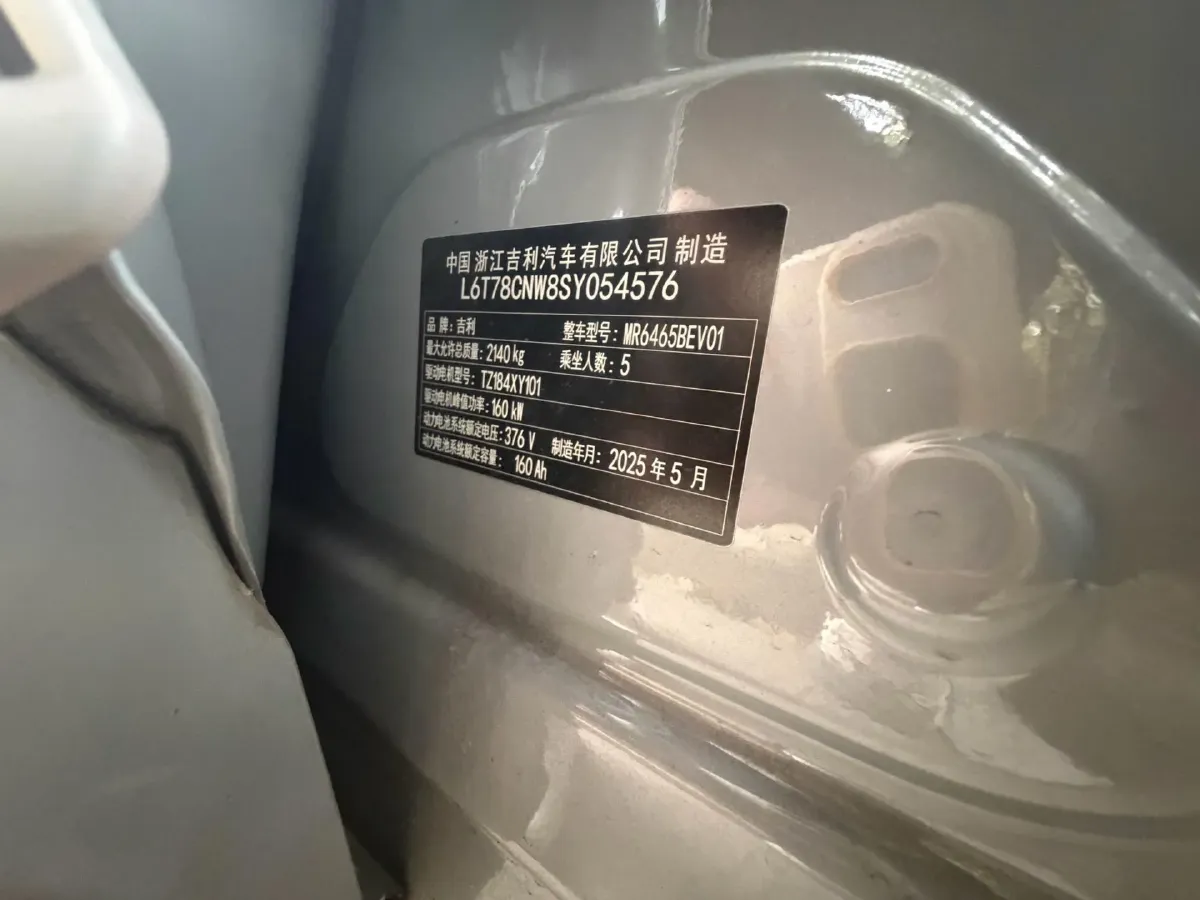 中国 浙江吉利汽车有限公司 制造
L6T78CNW8SY054576
品 牌：吉利 整车型号：MR6465BEV01
最大允许总质量：2140 kg 乘坐人数：5
驱动电机型号：TZ184XY101
驱动电机峰值功率：160 kW
动力电池系统额定电压：376 V 制造年月：2025 年 5 月
动力电池系统额定容量：160 Ah